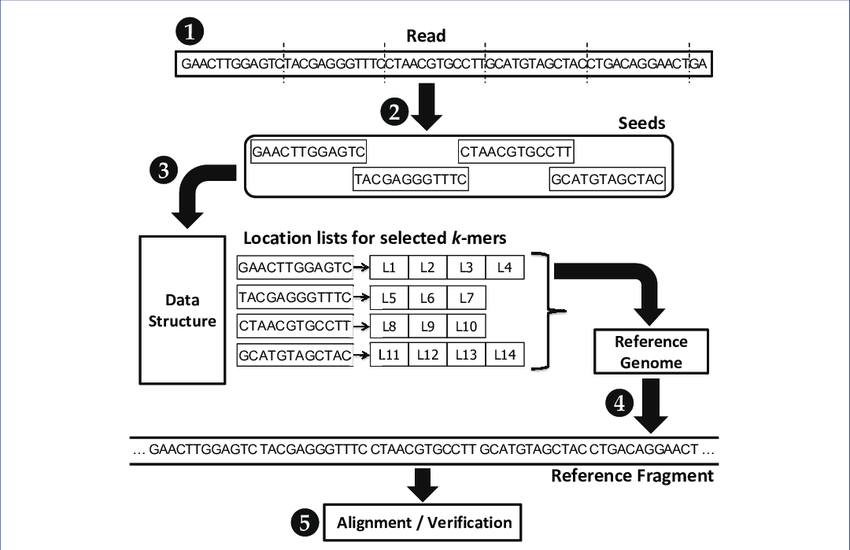 1
Read
GAACTTGGAGTCTACGAGGGTTTCCTAACGTGCCTTGCATGTAGCTACCTGACAGGAACTGA
2
Seeds
GAACTTGGAGTC CTAACGTGCCTT
TACGAGGGTTTC GCATGTAGCTAC
3
Location lists for selected k-mers
Data
Structure
GAACTTGGAGTC L1 L2 L3 L4
TACGAGGGTTTC L5 L6 L7
CTAACGTGCCTT L8 L9 L10
GCATGTAGCTAC L11 L12 L13 L14
Reference
Genome
4
... GAACTTGGAGTC TACGAGGGTTTC CTAACGTGCCTT GCATGTAGCTAC CTGACAGGAACT ...
Reference Fragment
5
Alignment / Verification